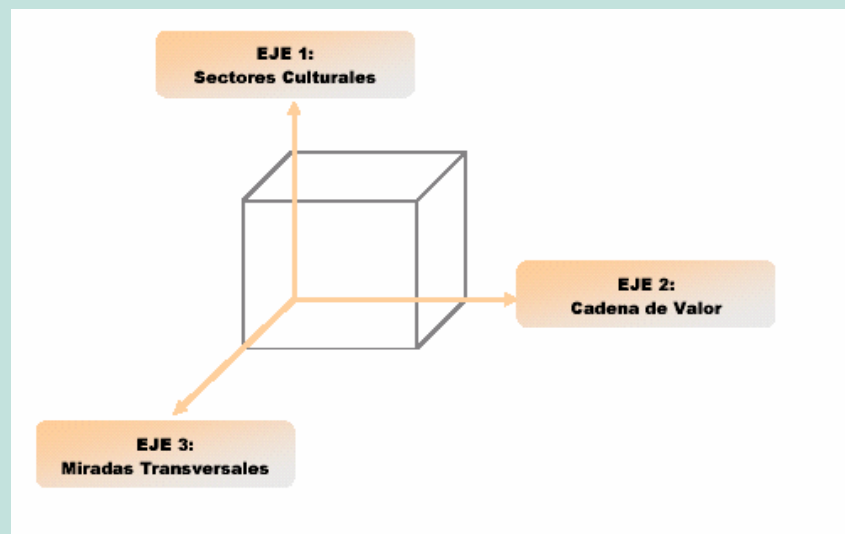 EJE 1:
Sectores Culturales
EJE 2:
Cadena de Valor
EJE 3:
Miradas Transversales